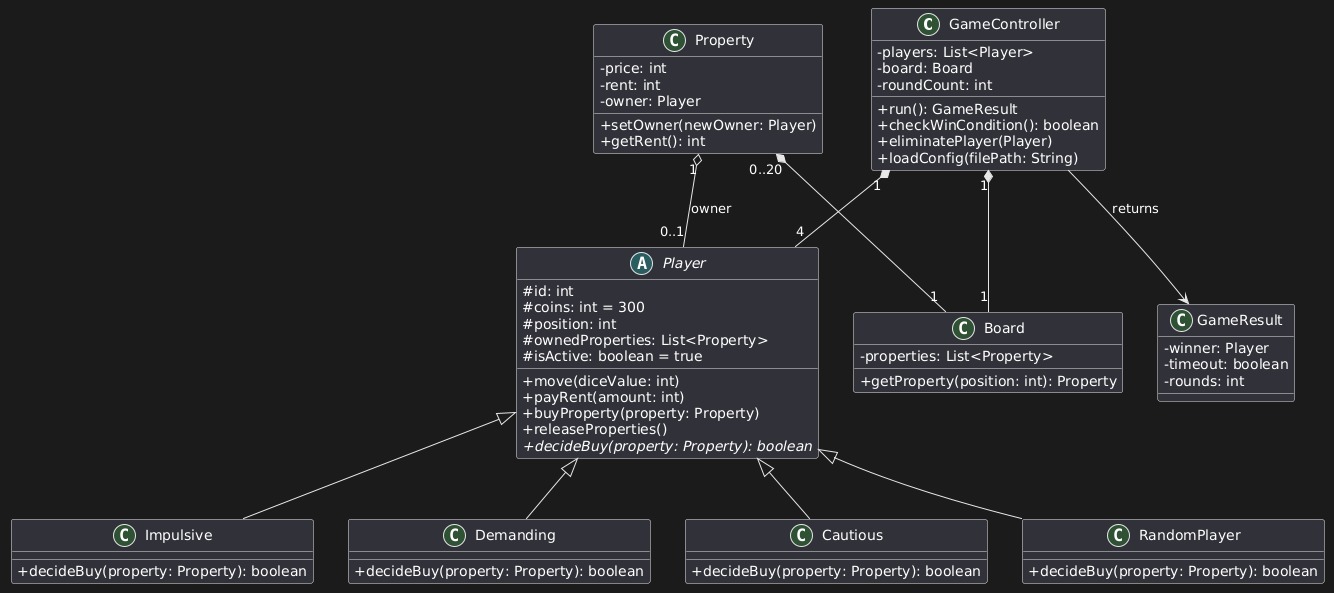 C Property
-price: int
-rent: int
-owner: Player
+setOwner(newOwner: Player)
+getRent(): int
C GameController
-players: List<Player>
-board: Board
-roundCount: int
+run(): GameResult
+checkWinCondition(): boolean
+eliminatePlayer(Player)
+loadConfig(filePath: String)
1
0..20
1
1
owner
returns
0..1
4
1
1
A Player
#id: int
#coins: int = 300
#position: int
#ownedProperties: List<Property>
#isActive: boolean = true
+move(diceValue: int)
+payRent(amount: int)
+buyProperty(property: Property)
+releaseProperties()
+decideBuy(property: Property): boolean
C Board
-properties: List<Property>
+getProperty(position: int): Property
C GameResult
-winner: Player
-timeout: boolean
-rounds: int
C Impulsive
+decideBuy(property: Property): boolean
C Demanding
+decideBuy(property: Property): boolean
C Cautious
+decideBuy(property: Property): boolean
C RandomPlayer
+decideBuy(property: Property): boolean